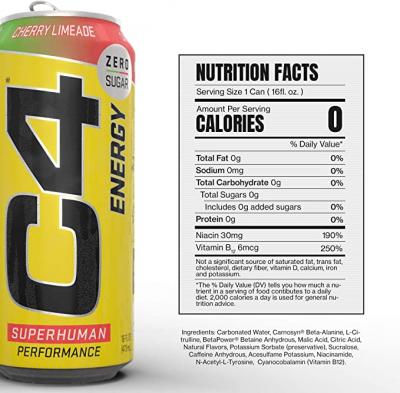 CHERRY LIMEADE
ZERO
SUGAR
C4
ENERGY
SUPERHUMAN
PERFORMANCE
NUTRITION FACTS
Serving Size 1 Can ( 16fl. oz. )
Amount Per Serving
CALORIES 0
% Daily Value*
Total Fat 0g 0%
Sodium 0mg 0%
Total Carbohydrate 0g 0%
Total Sugars 0g
Includes 0g added sugars 0%
Protein 0g 0%
Niacin 30mg 190%
Vitamin B12 6mcg 250%
Not a significant source of saturated fat, trans fat,
cholesterol, dietary fiber, vitamin D, calcium, iron
and potassium.
*The % Daily Value (DV) tells you how much a nu-
trient in a serving of food contibutes to a daily
diet. 2,000 calories a day is used for general nu-
trition advice.
Ingredients: Carbonated Water, Carnosyn® Beta-Alanine, L-Ci-
trulline, BetaPower® Betaine Anhydrous, Malic Acid, Citric Acid,
Natural Flavors, Potassium Sorbate (preservative), Sucralose,
Caffeine Anhydrous, Acesulfame Potassium, Niacinamide,
N-Acetyl-L-Tyrosine, Cyanocobalamin (Vitamin B12).